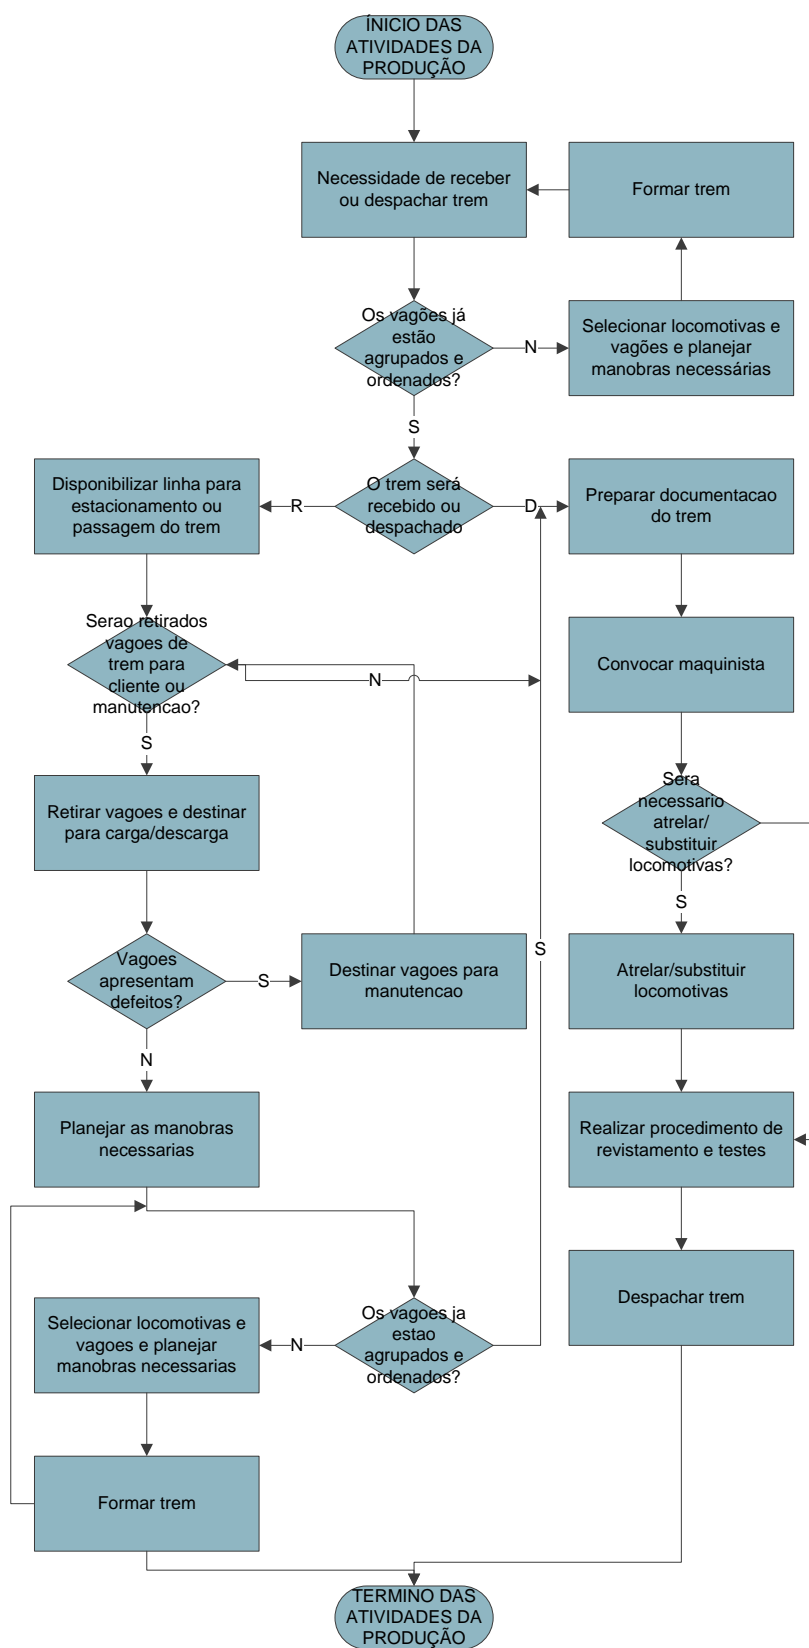 ÍNICIO DAS
ATIVIDADES DA
PRODUÇÃO
Necessidade de receber
ou despachar trem
Formar trem
Os vagões já
estão
agrupados e
ordenados?
N
Selecionar locomotivas e
vagões e planejar
manobras necessárias
S
Disponibilizar linha para
estacionamento ou
passagem do trem
R
O trem será
recebido ou
despachado
D
Preparar documentacao
do trem
Serao retirados
vagoes de
trem para
cliente ou
manutencao?
N
Convocar maquinista
S
Retirar vagoes e destinar
para carga/descarga
Sera
necessario
atrelar/
substituir
locomotivas?
S
Vagoes
apresentam
defeitos?
S
Destinar vagoes para
manutencao
S
Atrelar/substituir
locomotivas
N
Planejar as manobras
necessarias
Realizar procedimento de
revistamento e testes
Selecionar locomotivas e
vagoes e planejar
manobras necessarias
N
Os vagoes ja
estao
agrupados e
ordenados?
Despachar trem
Formar trem
TERMINO DAS
ATIVIDADES DA
PRODUÇÃO